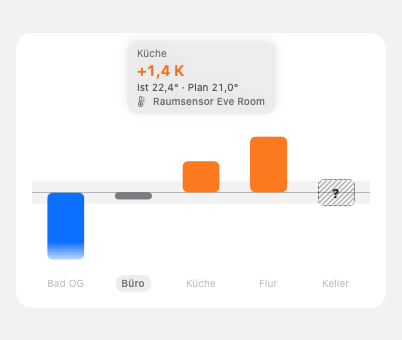 Küche
+1,4 K
Ist 22,4° · Plan 21,0°
Raumsensor Eve Room
?
Bad OG Büro Küche Flur Keller